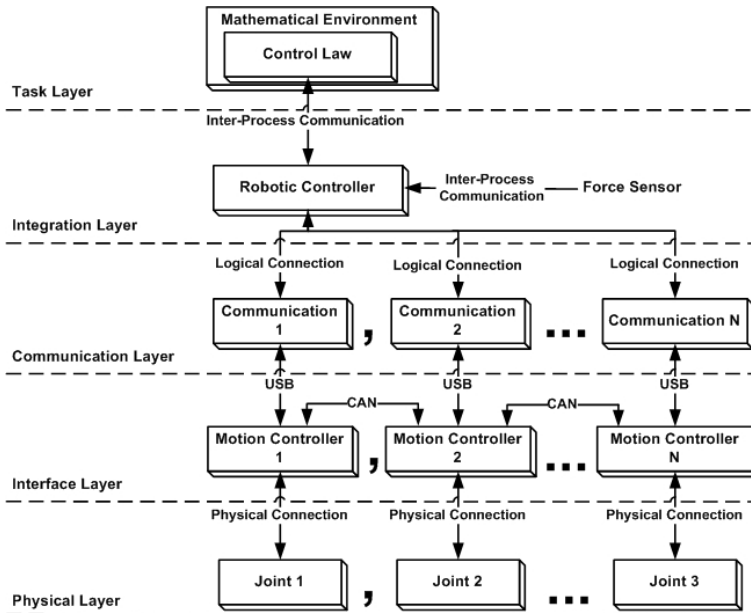 Mathematical Environment
Control Law
Task Layer
Inter-Process Communication
Robotic Controller
Inter-Process
Communication
Force Sensor
Integration Layer
Logical Connection
Logical Connection
Logical Connection
Communication
1
,
Communication
2
...
Communication N
Communication Layer
USB
USB
USB
CAN
CAN
Motion Controller
1
,
Motion Controller
2
...
Motion Controller
N
Interface Layer
Physical Connection
Physical Connection
Physical Connection
Joint 1
,
Joint 2
...
Joint 3
Physical Layer